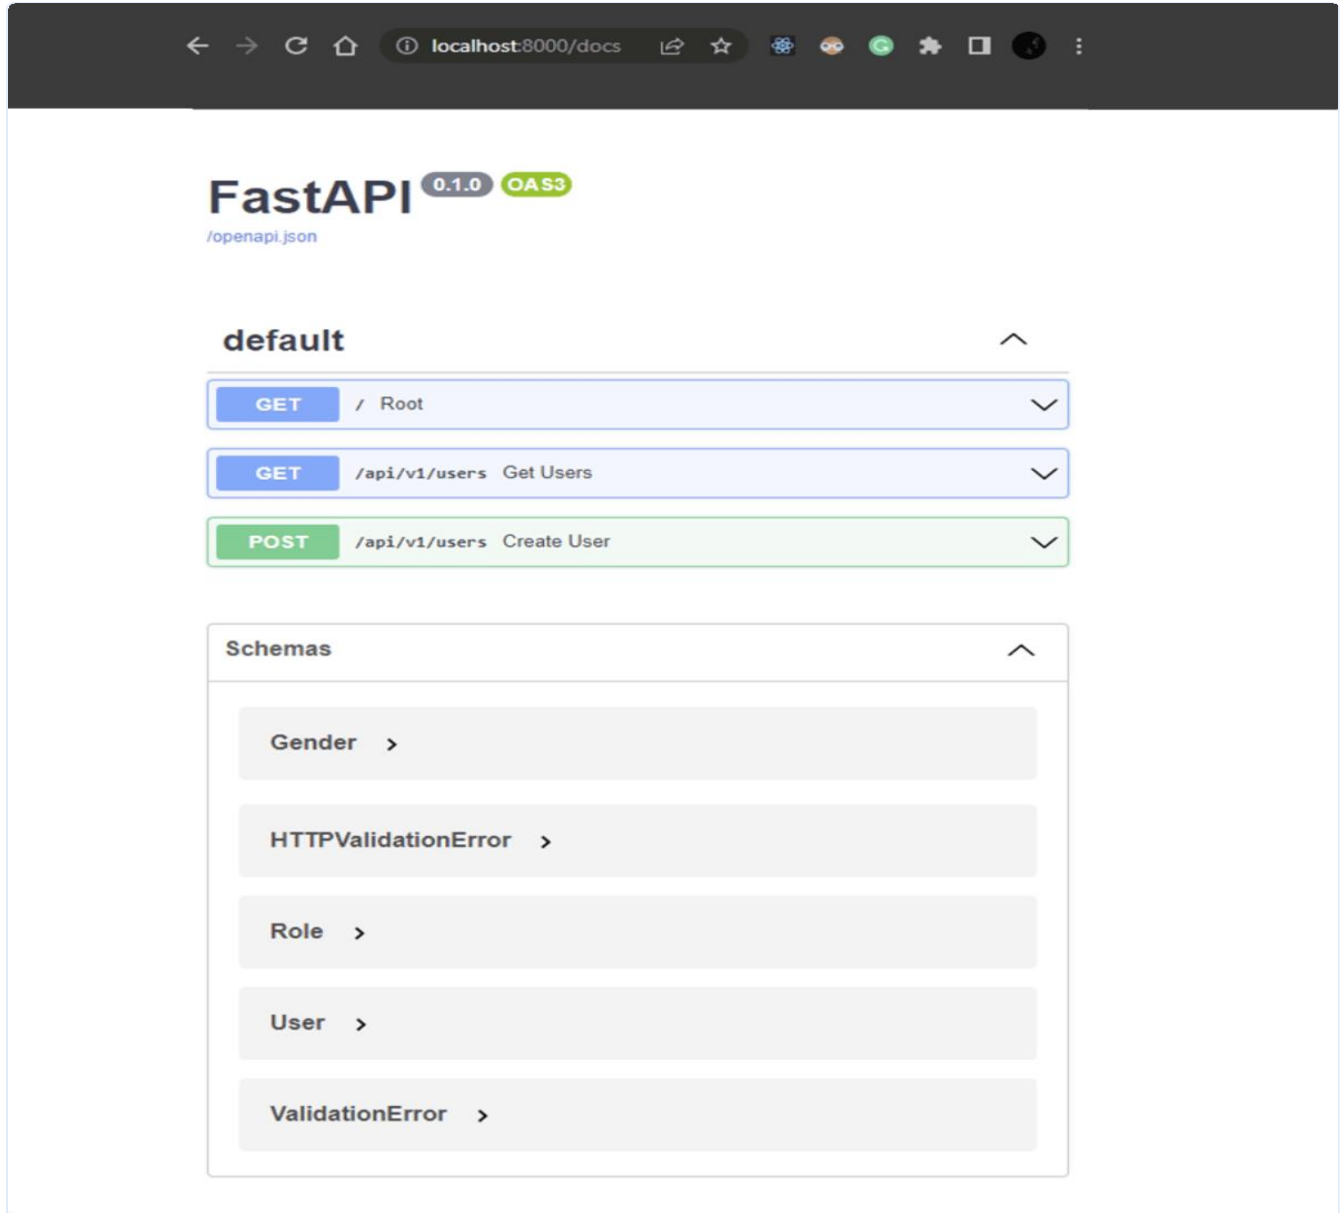 localhost:8000/docs
FastAPI 0.1.0 OAS3
/openapi.json
default
GET / Root
GET /api/v1/users Get Users
POST /api/v1/users Create User
Schemas
Gender
HTTPValidationError
Role
User
ValidationError